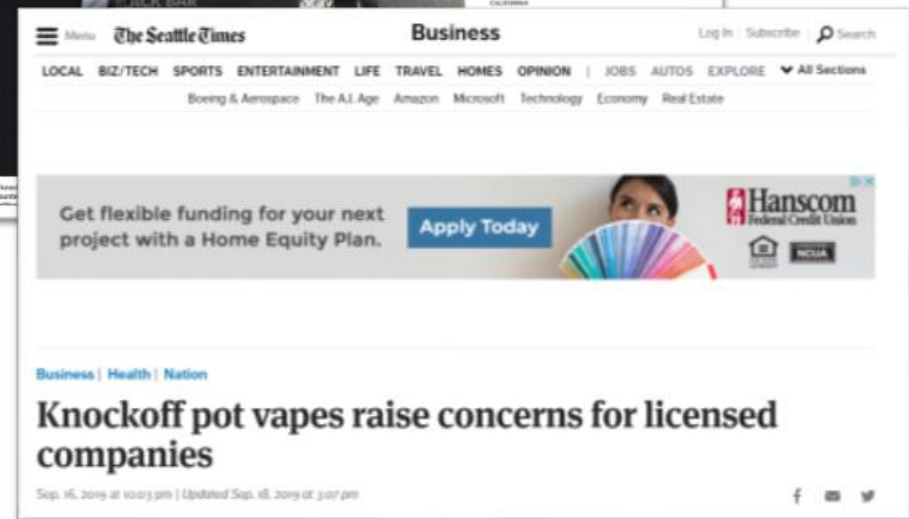 BLACK BAR
CALIFORNIA
Menu The Seattle Times Business Log In | Subscribe | Search
LOCAL BIZ/TECH SPORTS ENTERTAINMENT LIFE TRAVEL HOMES OPINION | JOBS AUTOS EXPLORE All Sections
Boeing & Aerospace The A.I. Age Amazon Microsoft Technology Economy Real Estate
Get flexible funding for your next
project with a Home Equity Plan.
Apply Today
Hanscom
Federal Credit Union
NCUA
Business | Health | Nation
Knockoff pot vapes raise concerns for licensed
companies
Sep. 16, 2019 at 10:03 pm | Updated Sep. 18, 2019 at 3:07 pm